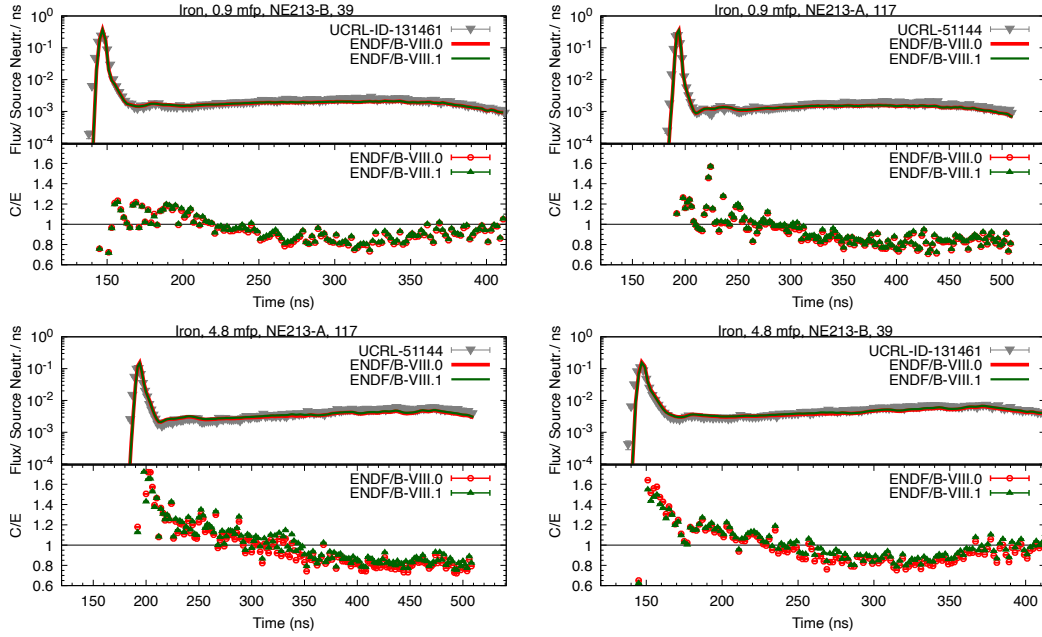 Iron, 0.9 mfp, NE213-B, 39
Flux/ Source Neutr./ ns
10^0
10^-1
10^-2
10^-3
10^-4
UCRL-ID-131461
ENDF/B-VIII.0
ENDF/B-VIII.1
C/E
1.6
1.4
1.2
1
0.8
0.6
ENDF/B-VIII.0
ENDF/B-VIII.1
150 200 250 300 350 400
Time (ns)
Iron, 0.9 mfp, NE213-A, 117
Flux/ Source Neutr./ ns
10^0
10^-1
10^-2
10^-3
10^-4
UCRL-51144
ENDF/B-VIII.0
ENDF/B-VIII.1
C/E
1.6
1.4
1.2
1
0.8
0.6
ENDF/B-VIII.0
ENDF/B-VIII.1
150 200 250 300 350 400 450 500
Time (ns)
Iron, 4.8 mfp, NE213-A, 117
Flux/ Source Neutr./ ns
10^0
10^-1
10^-2
10^-3
10^-4
UCRL-51144
ENDF/B-VIII.0
ENDF/B-VIII.1
C/E
1.6
1.4
1.2
1
0.8
0.6
ENDF/B-VIII.0
ENDF/B-VIII.1
150 200 250 300 350 400 450 500
Time (ns)
Iron, 4.8 mfp, NE213-B, 39
Flux/ Source Neutr./ ns
10^0
10^-1
10^-2
10^-3
10^-4
UCRL-ID-131461
ENDF/B-VIII.0
ENDF/B-VIII.1
C/E
1.6
1.4
1.2
1
0.8
0.6
ENDF/B-VIII.0
ENDF/B-VIII.1
150 200 250 300 350 400
Time (ns)